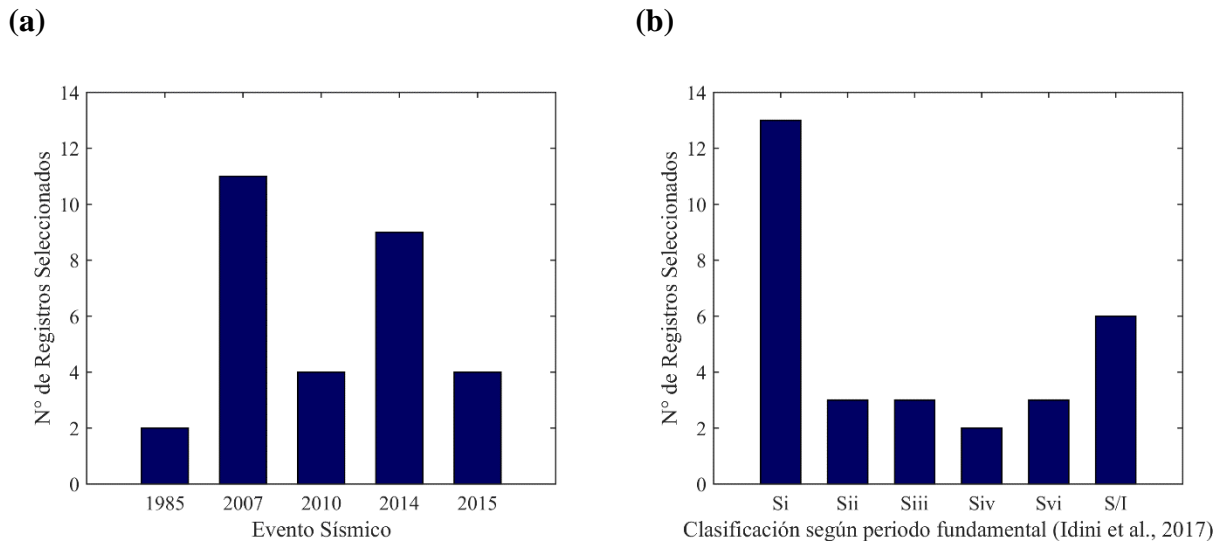 (a)
14
12
10
8
6
4
2
0
N° de Registros Seleccionados
1985 2007 2010 2014 2015
Evento Sísmico
(b)
14
12
10
8
6
4
2
0
N° de Registros Seleccionados
Si Sii Siii Siv Svi S/I
Clasificación según periodo fundamental (Idini et al., 2017)